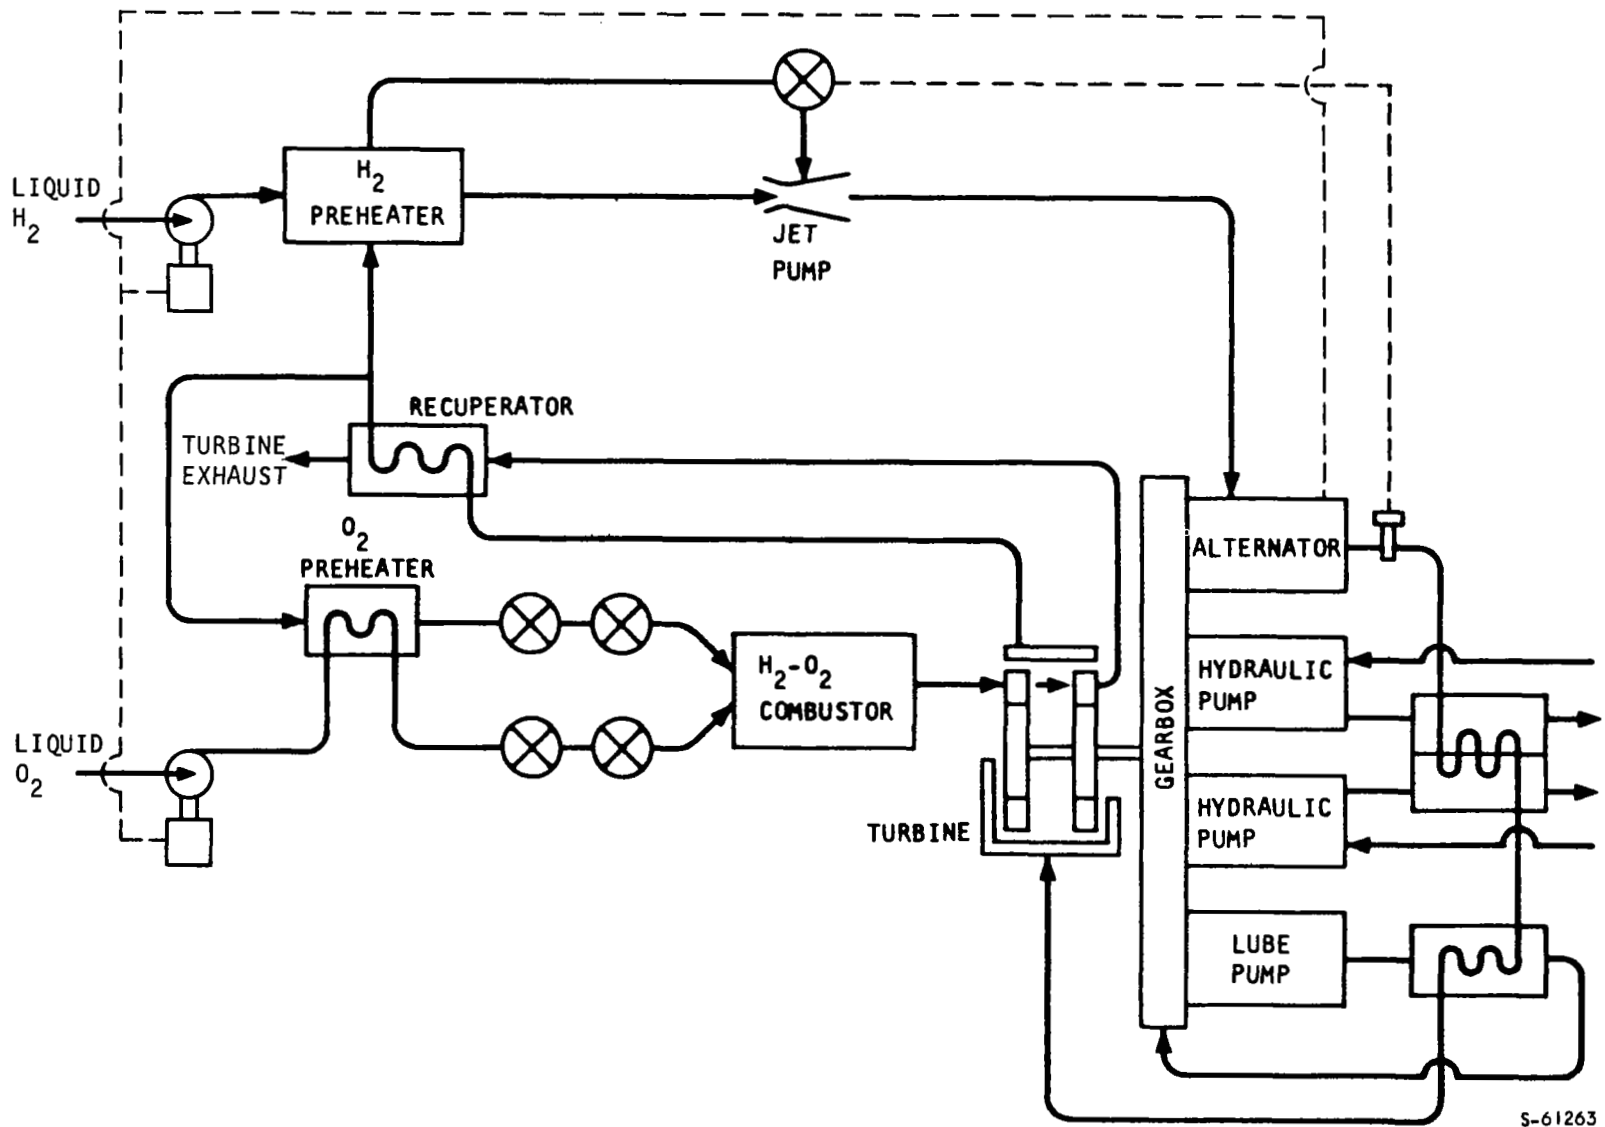 LIQUID
H2
H2
PREHEATER
JET
PUMP
RECUPERATOR
TURBINE
EXHAUST
O2
PREHEATER
ALTERNATOR
HYDRAULIC
PUMP
H2-O2
COMBUSTOR
GEARBOX
LIQUID
O2
HYDRAULIC
PUMP
TURBINE
LUBE
PUMP
S-61263